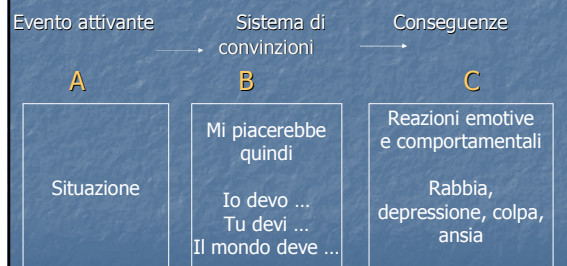 Evento attivante
Sistema di
convinzioni
Conseguenze
A
B
C
Situazione
Mi piacerebbe
quindi
Io devo ...
Tu devi ...
Il mondo deve ...
Reazioni emotive
e comportamentali
Rabbia,
depressione, colpa,
ansia